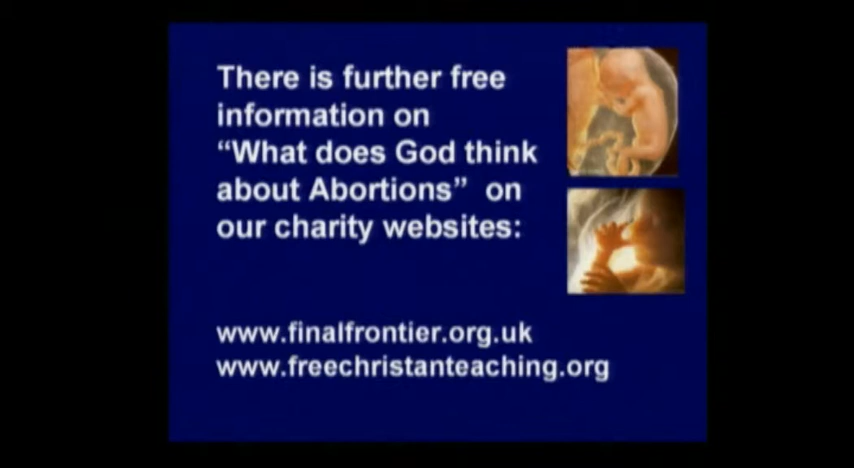 There is further free
information on
“What does God think
about Abortions” on
our charity websites:
www.finalfrontier.org.uk
www.freechristanteaching.org